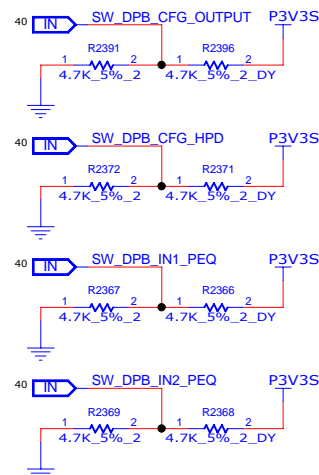 40 IN SW_DPB_CFG_OUTPUT P3V3S
1 R2391 2 1 R2396 2
4.7K_5%_2 4.7K_5%_2_DY
40 IN SW_DPB_CFG_HPD P3V3S
1 R2372 2 1 R2371 2
4.7K_5%_2 4.7K_5%_2_DY
40 IN SW_DPB_IN1_PEQ P3V3S
1 R2367 2 1 R2366 2
4.7K_5%_2 4.7K_5%_2_DY
40 IN SW_DPB_IN2_PEQ P3V3S
1 R2369 2 1 R2368 2
4.7K_5%_2 4.7K_5%_2_DY